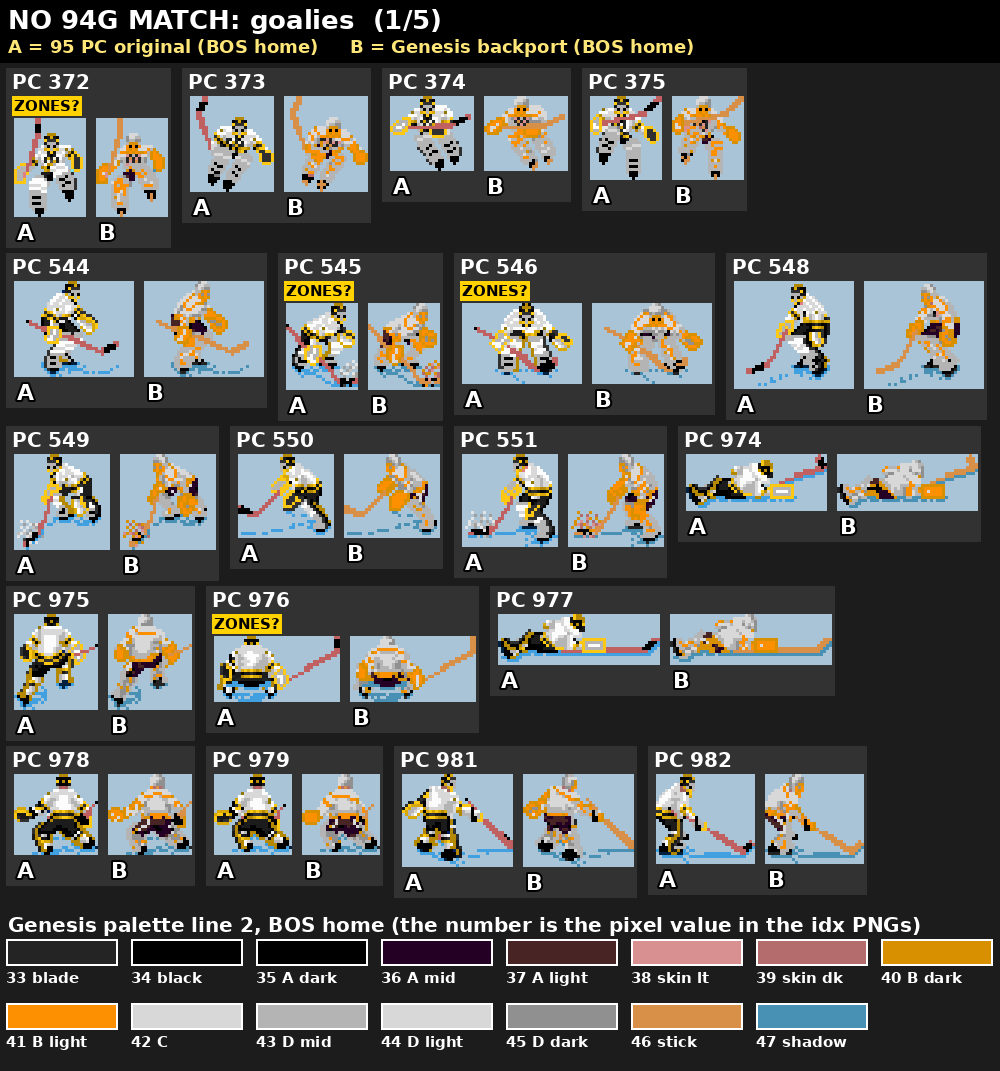 NO 94G MATCH: goalies (1/5)
A = 95 PC original (BOS home) B = Genesis backport (BOS home)
PC 372 PC 373 PC 374 PC 375
ZONES?
A B A B A B A B
PC 544 PC 545 PC 546 PC 548
ZONES? ZONES?
A B A B A B A B
PC 549 PC 550 PC 551 PC 974
A B A B A B A B
PC 975 PC 976 PC 977
ZONES?
A B A B A B
PC 978 PC 979 PC 981 PC 982
A B A B A B A B
Genesis palette line 2, BOS home (the number is the pixel value in the idx PNGs)
33 blade 34 black 35 A dark 36 A mid 37 A light 38 skin lt 39 skin dk 40 B dark
41 B light 42 C 43 D mid 44 D light 45 D dark 46 stick 47 shadow